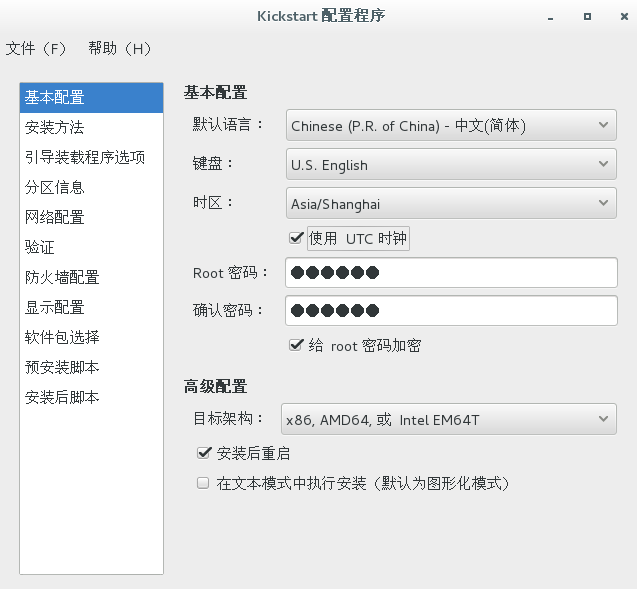 Kickstart 配置程序
文件（F） 帮助（H）
基本配置
安装方法
引导装载程序选项
分区信息
网络配置
验证
防火墙配置
显示配置
软件包选择
预安装脚本
安装后脚本
基本配置
默认语言： Chinese (P.R. of China) - 中文(简体)
键盘： U.S. English
时区： Asia/Shanghai
使用 UTC 时钟
Root 密码： ●●●●●●
确认密码： ●●●●●●
给 root 密码加密
高级配置
目标架构： x86, AMD64, 或 Intel EM64T
安装后重启
在文本模式中执行安装（默认为图形化模式）